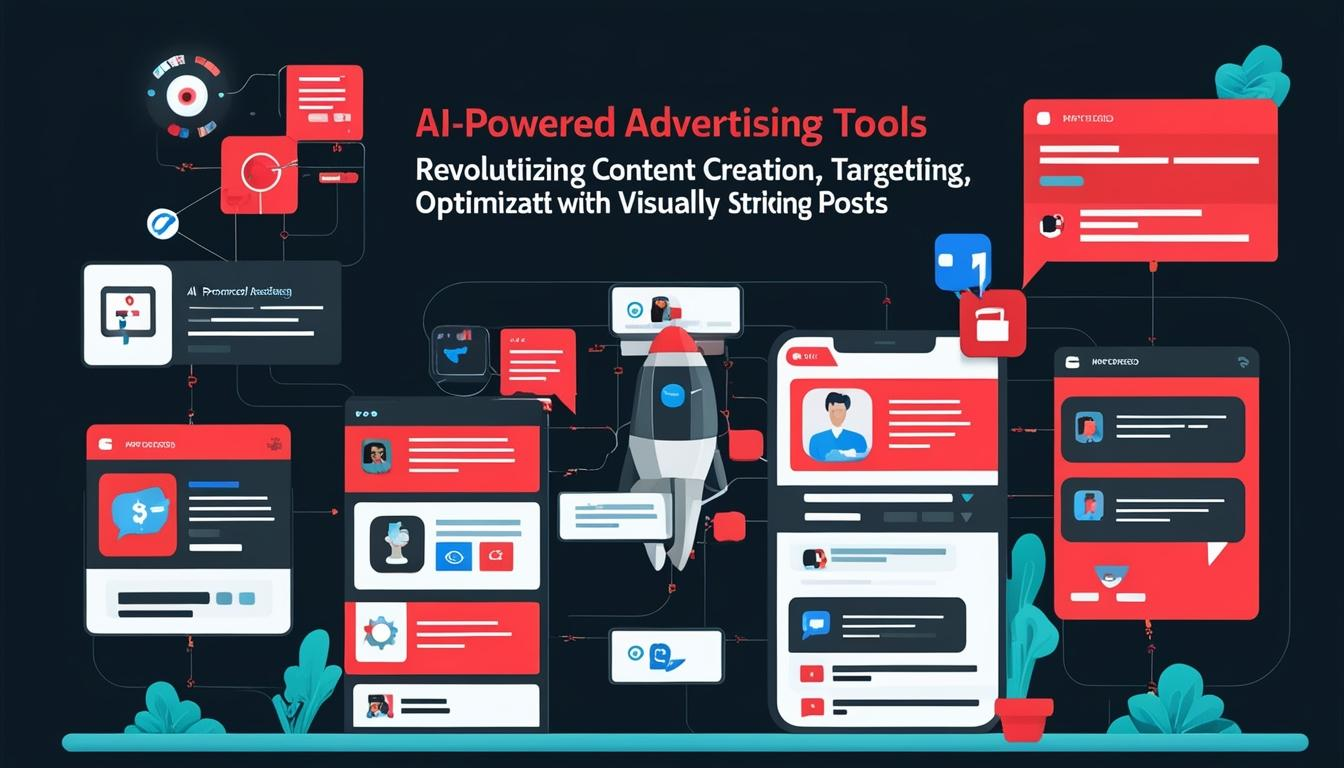 AI-Powered Advertising Tools
Revolutiizing Content Creation, Targetiing,
Optimizatt with Visually Striking Posts